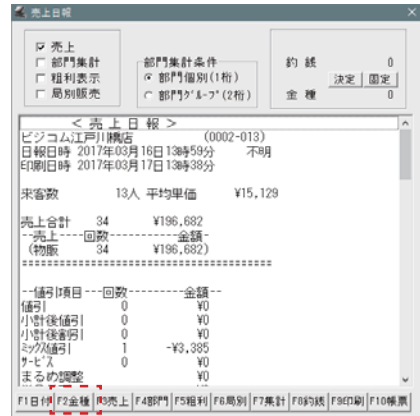 売上日報
売上
部門集計
粗利表示
局別販売
部門集計条件
部門個別(1桁)
部門ｸﾞﾙｰﾌﾟ(2桁)
釣銭 0
決定 固定
金種 0
＜売上日報＞
ビジコム江戸川橋店 (0002-013)
日報日時 2017年03月16日13時59分 不明
印刷日時 2017年03月17日13時38分
来客数 13人 平均単価 ¥15,129
売上合計 34 ¥196,682
--売上----回数----------金額-
(物販 34 ¥196,682)
========================================
--値引項目---回数---------金額--
値引 0 ¥0
小計後値引 0 ¥0
小計後割引 0 ¥0
ﾐｯｸｽ値引 1 -¥3,385
ｻｰﾋﾞｽ 0 ¥0
まるめ調整 ¥0
F1日付 F2金種 F3売上 F4部門 F5粗利 F6局別 F7集計 F8釣銭 F9印刷 F10帳票